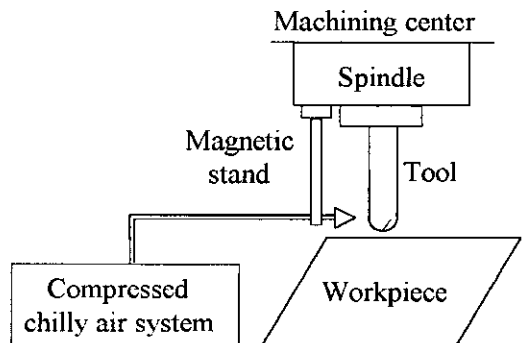 Machining center
Spindle
Magnetic
stand
Tool
Compressed
chilly air system
Workpiece